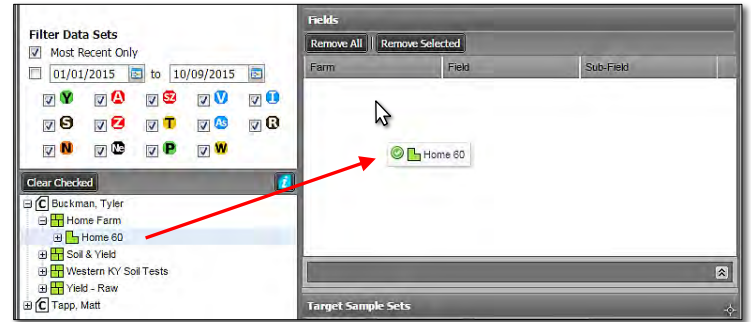 Filter Data Sets
Most Recent Only
01/01/2015 to 10/09/2015
Y A SZ V I
S Z T As R
N Ne P W
Clear Checked i
C Buckman, Tyler
Home Farm
Home 60
Soil & Yield
Western KY Soil Tests
Yield - Raw
C Tapp, Matt
Fields
Remove All Remove Selected
Farm Field Sub-Field
Home 60
Target Sample Sets